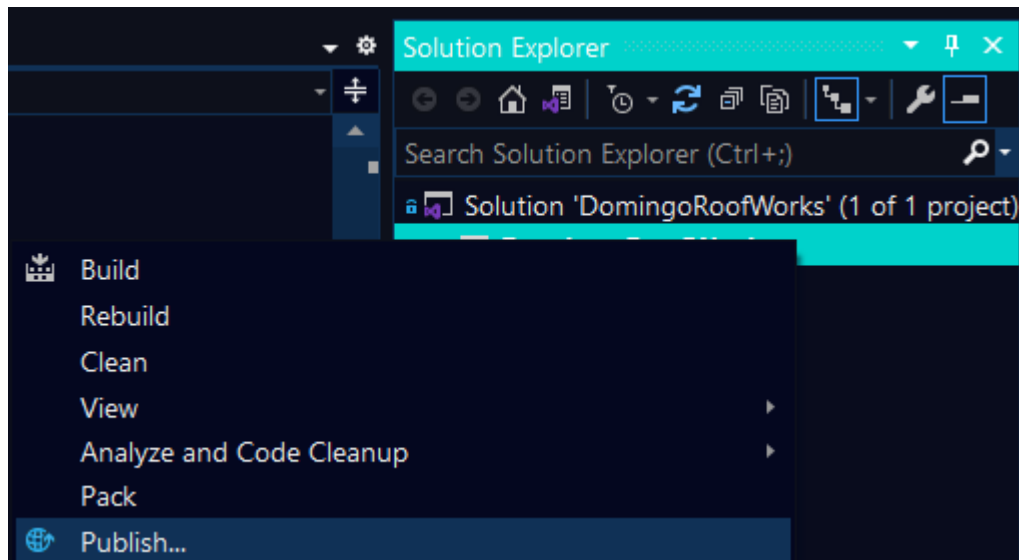 Solution Explorer
Search Solution Explorer (Ctrl+;)
Solution 'DomingoRoofWorks' (1 of 1 project)
Build
Rebuild
Clean
View
Analyze and Code Cleanup
Pack
Publish...